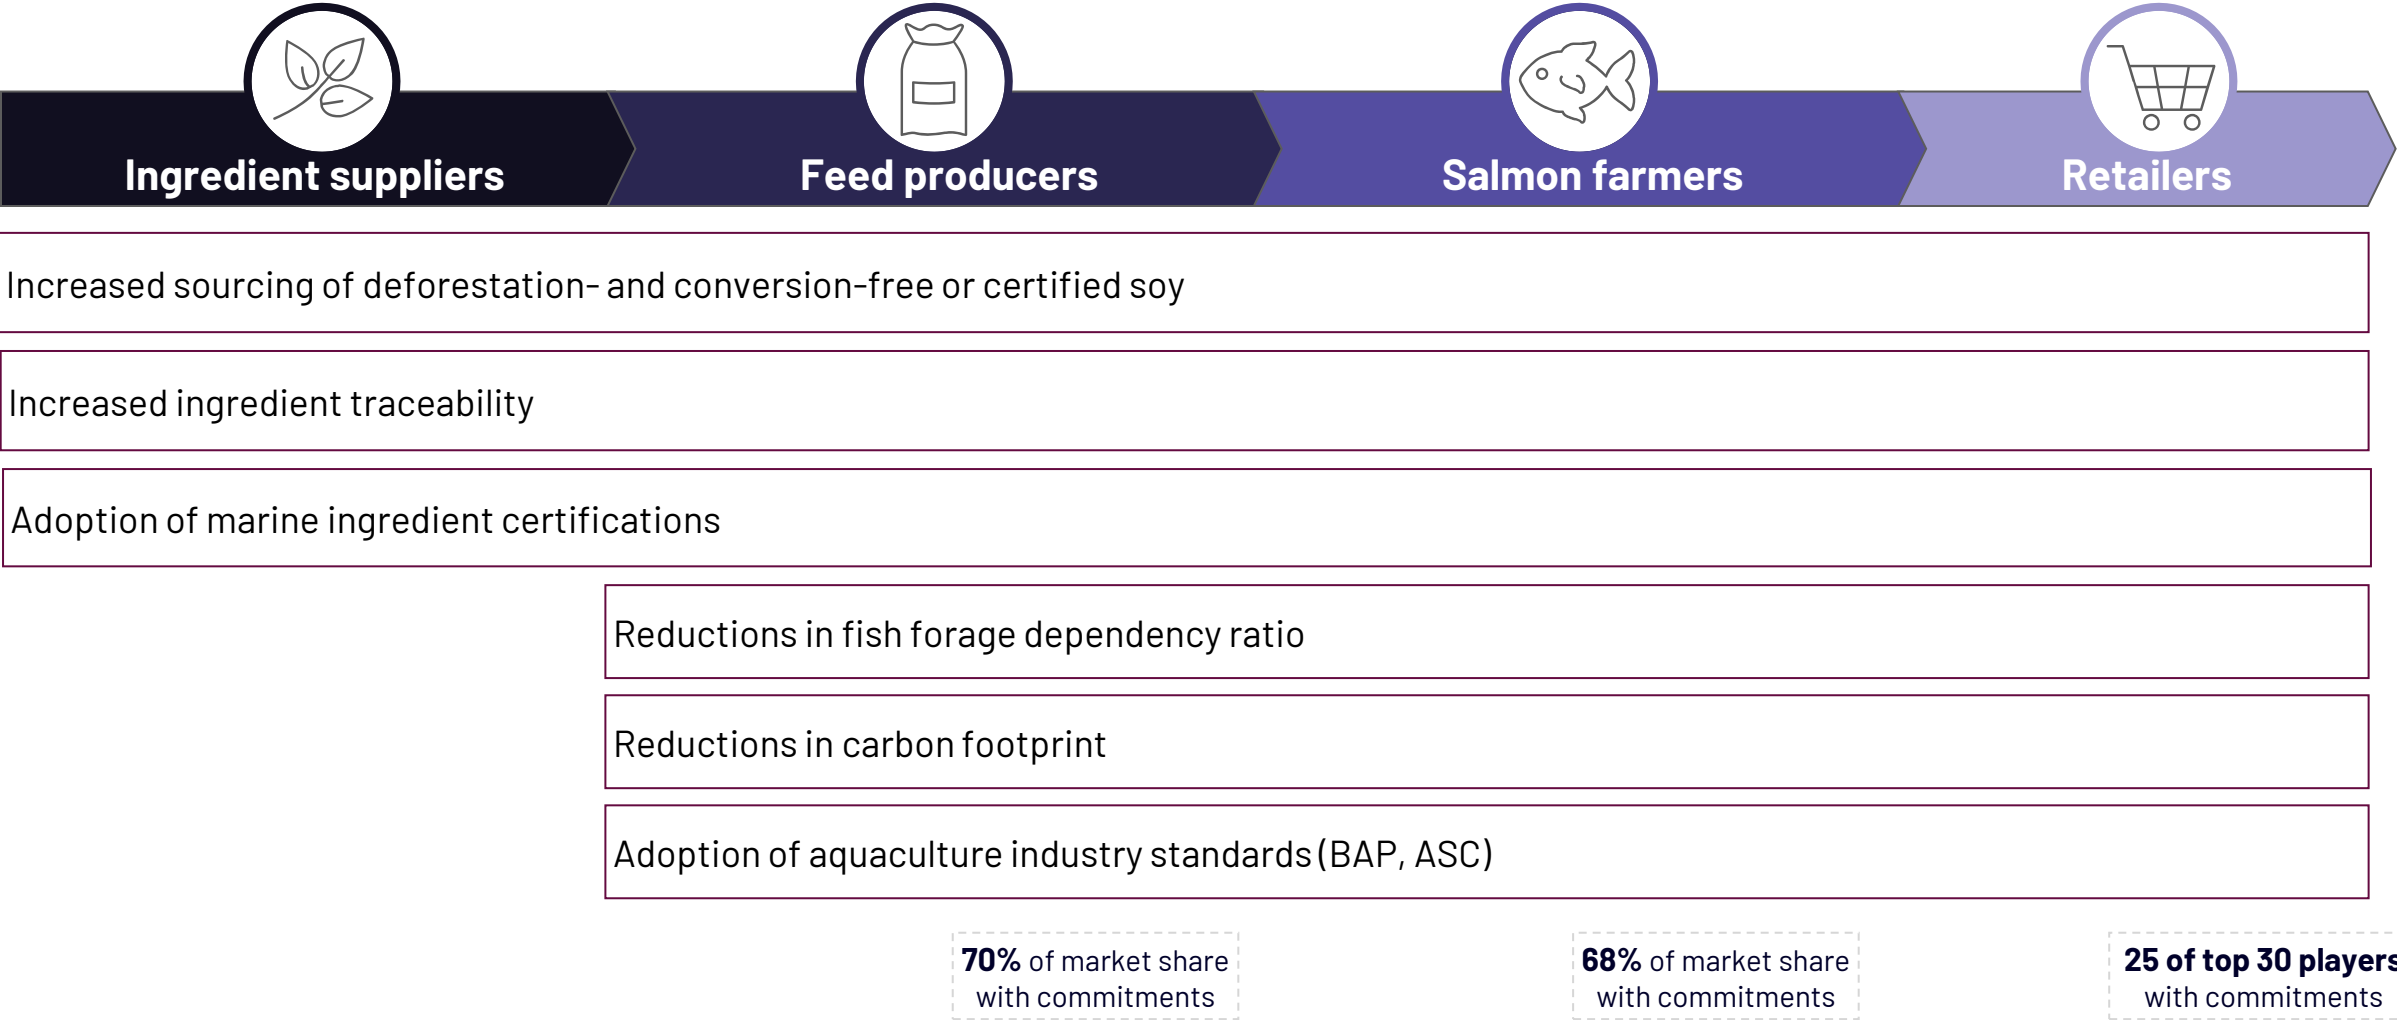 Ingredient suppliers
Feed producers
Salmon farmers
Retailers
Increased sourcing of deforestation- and conversion-free or certified soy
Increased ingredient traceability
Adoption of marine ingredient certifications
Reductions in fish forage dependency ratio
Reductions in carbon footprint
Adoption of aquaculture industry standards (BAP, ASC)
70% of market share
with commitments
68% of market share
with commitments
25 of top 30 players
with commitments